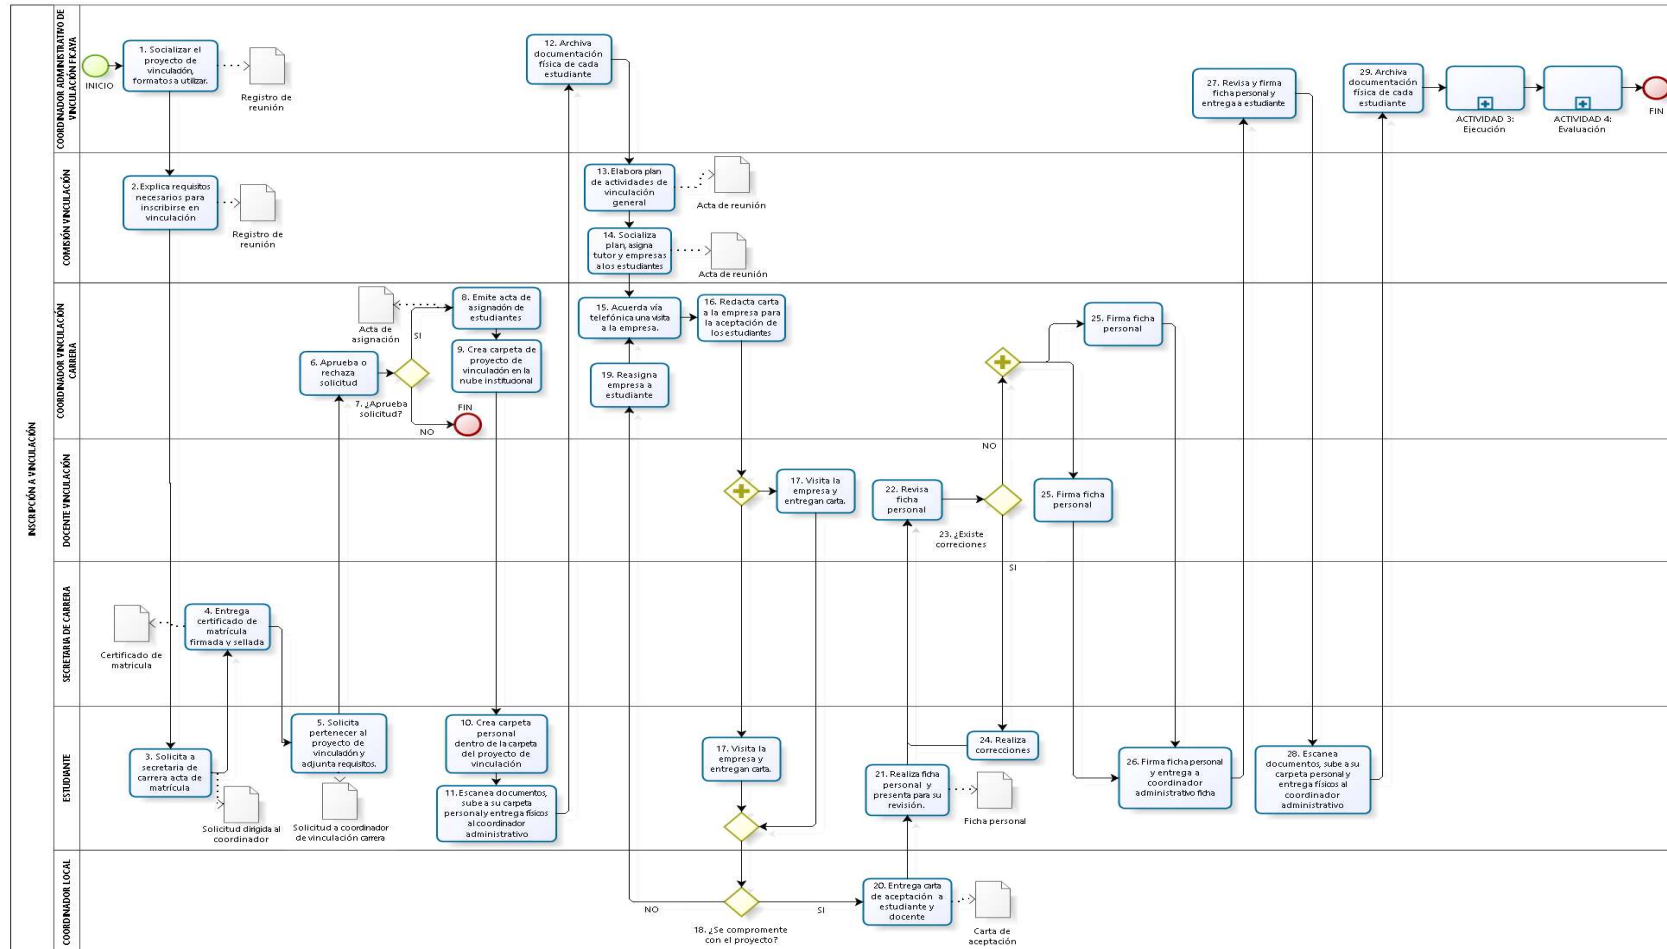 INSCRIPCIÓN A VINCULACIÓN
COORDINADOR ADMINISTRATIVO DE
VINCULACIÓN FICAYA
INICIO
1. Socializar el
proyecto de
vinculación,
formatos a utilizar.
Registro de
reunión
12. Archiva
documentación
física de cada
estudiante
27. Revisa y firma
ficha personal y
entrega a estudiante
29. Archiva
documentación
física de cada
estudiante
ACTIVIDAD 3:
Ejecución
ACTIVIDAD 4:
Evaluación
FIN
COMISIÓN VINCULACIÓN
2. Explica requisitos
necesarios para
inscribirse en
vinculación
Registro de
reunión
13. Elabora plan
de actividades de
vinculación
general
Acta de reunión
14. Socializa
plan, asigna
tutor y empresas
a los estudiantes
Acta de reunión
COORDINADOR VINCULACIÓN
CARRERA
6. Aprueba o
rechaza
solicitud
7. ¿Aprueba
solicitud?
SI
NO
FIN
Acta de
asignación
8. Emite acta de
asignación de
estudiantes
9. Crea carpeta de
proyecto de
vinculación en la
nube institucional
15. Acuerda vía
telefónica una visita
a la empresa.
16. Redacta carta
a la empresa para
la aceptación de
los estudiantes
19. Reasigna
empresa a
estudiante
25. Firma ficha
personal
DOCENTE VINCULACIÓN
17. Visita la
empresa y
entregan carta.
22. Revisa
ficha
personal
23. ¿Existe
correciones
NO
SI
25. Firma ficha
personal
SECRETARIA DE CARRERA
Certificado de
matricula
4. Entrega
certificado de
matrícula
firmada y sellada
ESTUDIANTE
3. Solicita a
secretaria de
carrera acta de
matrícula
Solicitud dirigida al
coordinador
5. Solicita
pertenecer al
proyecto de
vinculación y
adjunta requisitos.
Solicitud a coordinador
de vinculación carrera
10. Crea carpeta
personal
dentro de la carpeta
del proyecto de
vinculación
11. Escanea documentos,
sube a su carpeta
personal y entrega físicos
al coordinador
administrativo
17. Visita la
empresa y
entregan carta.
21. Realiza ficha
personal y
presenta para su
revisión.
Ficha personal
24. Realiza
correcciones
26. Firma ficha personal
y entrega a
coordinador
administrativo ficha
28. Escanea
documentos, sube a su
carpeta personal y
entrega físicos al
coordinador
administrativo
COORDINADOR LOCAL
NO
SI
18. ¿Se compromente
con el proyecto?
20. Entrega carta
de aceptación a
estudiante y
docente
Carta de
aceptación